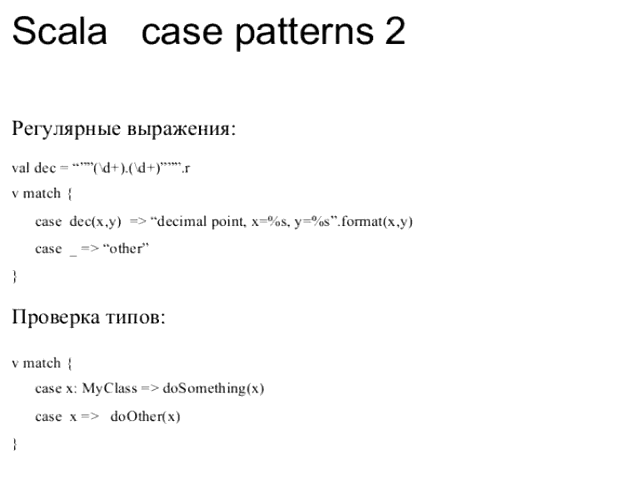 Scala case patterns 2
Регулярные выражения:
val dec = “””(\d+).(\d+)”””.r
v match {
case dec(x,y) => “decimal point, x=%s, y=%s”.format(x,y)
case _ => “other”
}
Проверка типов:
v match {
case x: MyClass => doSomething(x)
case x => doOther(x)
}